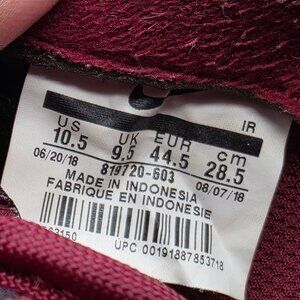 IR
US UK EUR cm
10.5 9.5 44.5 28.5
06/20/18 819720-603 08/07/18
MADE IN INDONESIA
FABRIQUE EN INDONESIE
UPC 00191887853718